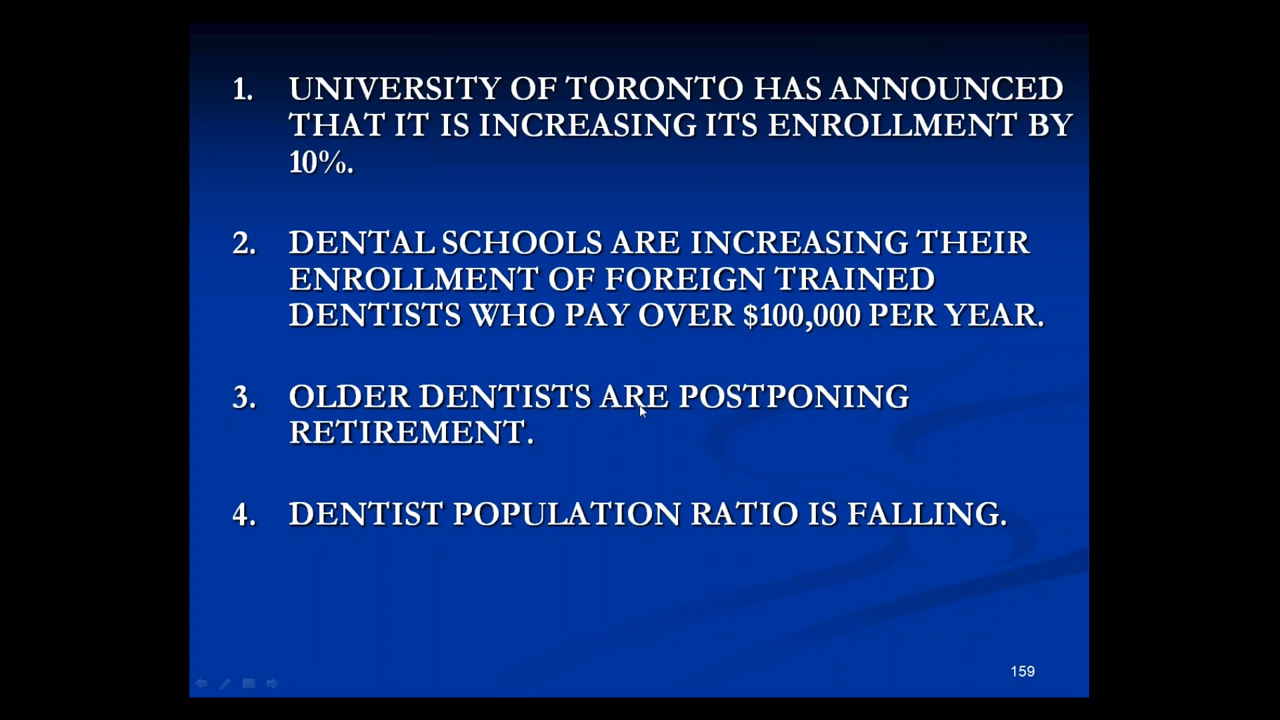 1. UNIVERSITY OF TORONTO HAS ANNOUNCED
THAT IT IS INCREASING ITS ENROLLMENT BY
10%.
2. DENTAL SCHOOLS ARE INCREASING THEIR
ENROLLMENT OF FOREIGN TRAINED
DENTISTS WHO PAY OVER $100,000 PER YEAR.
3. OLDER DENTISTS ARE POSTPONING
RETIREMENT.
4. DENTIST POPULATION RATIO IS FALLING.
159